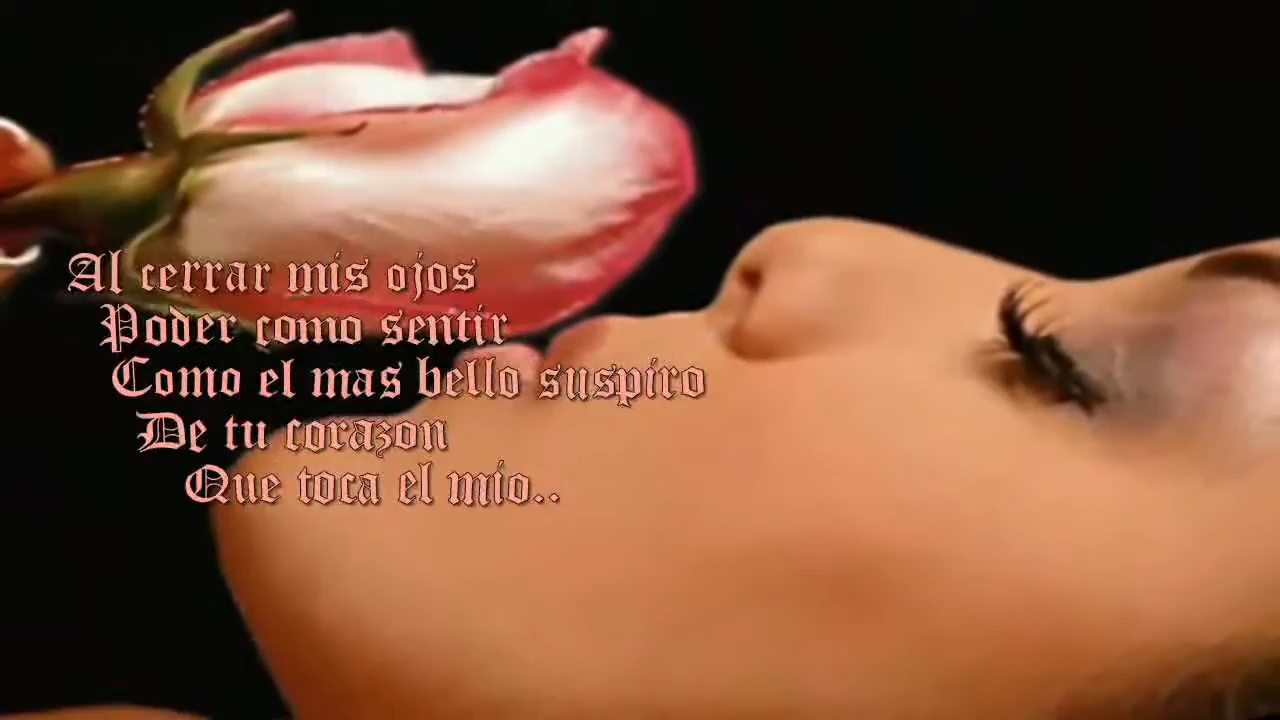 Al cerrar mis ojos
Poder como sentir
Como el mas bello suspiro
De tu corazon
Que toca el mio..